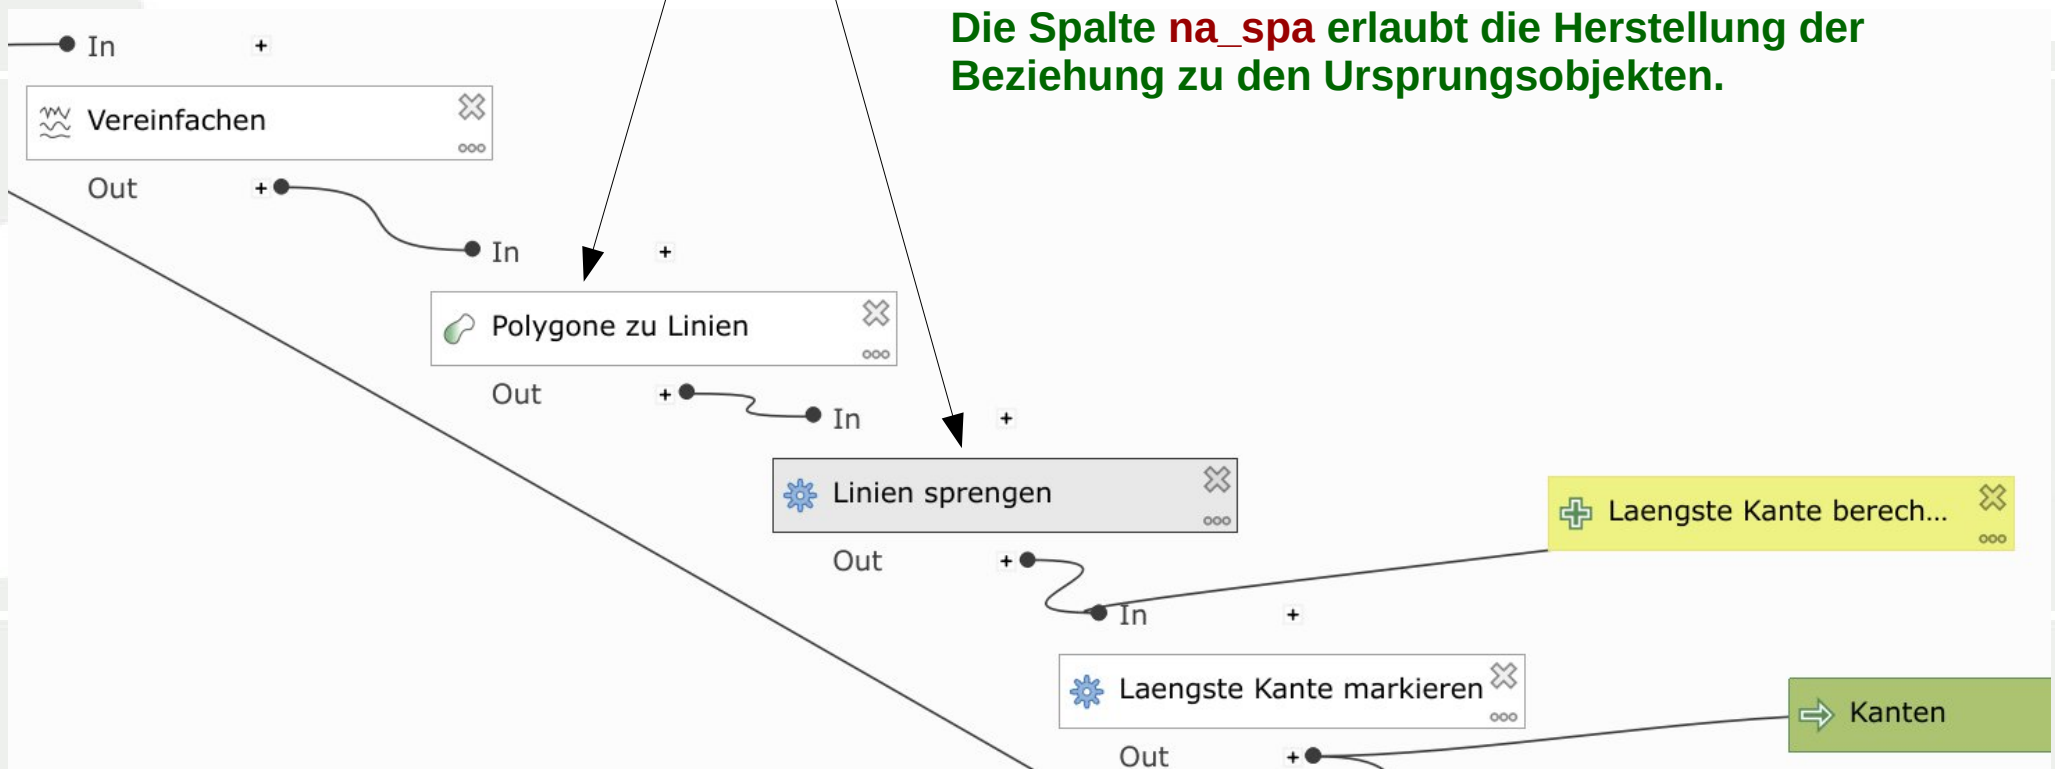 Die Spalte na_spa erlaubt die Herstellung der
Beziehung zu den Ursprungsobjekten.
In +
Vereinfachen
Out +
In +
Polygone zu Linien
Out +
In +
Linien sprengen
Laengste Kante berech...
Out +
In +
Laengste Kante markieren
Kanten
Out +